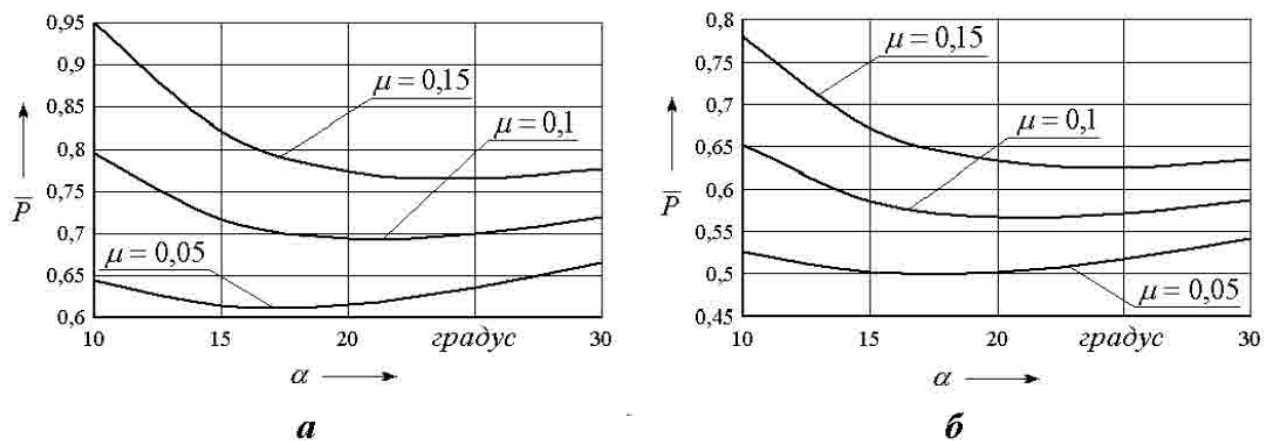 0,95
0,9
0,85
0,8
0,75
0,7
0,65
0,6
P̅
μ = 0,15
μ = 0,1
μ = 0,05
10 15 20 градус 30
α
а
0,8
0,75
0,7
0,65
0,6
0,55
0,5
0,45
P̅
μ = 0,15
μ = 0,1
μ = 0,05
10 15 20 градус 30
α
б